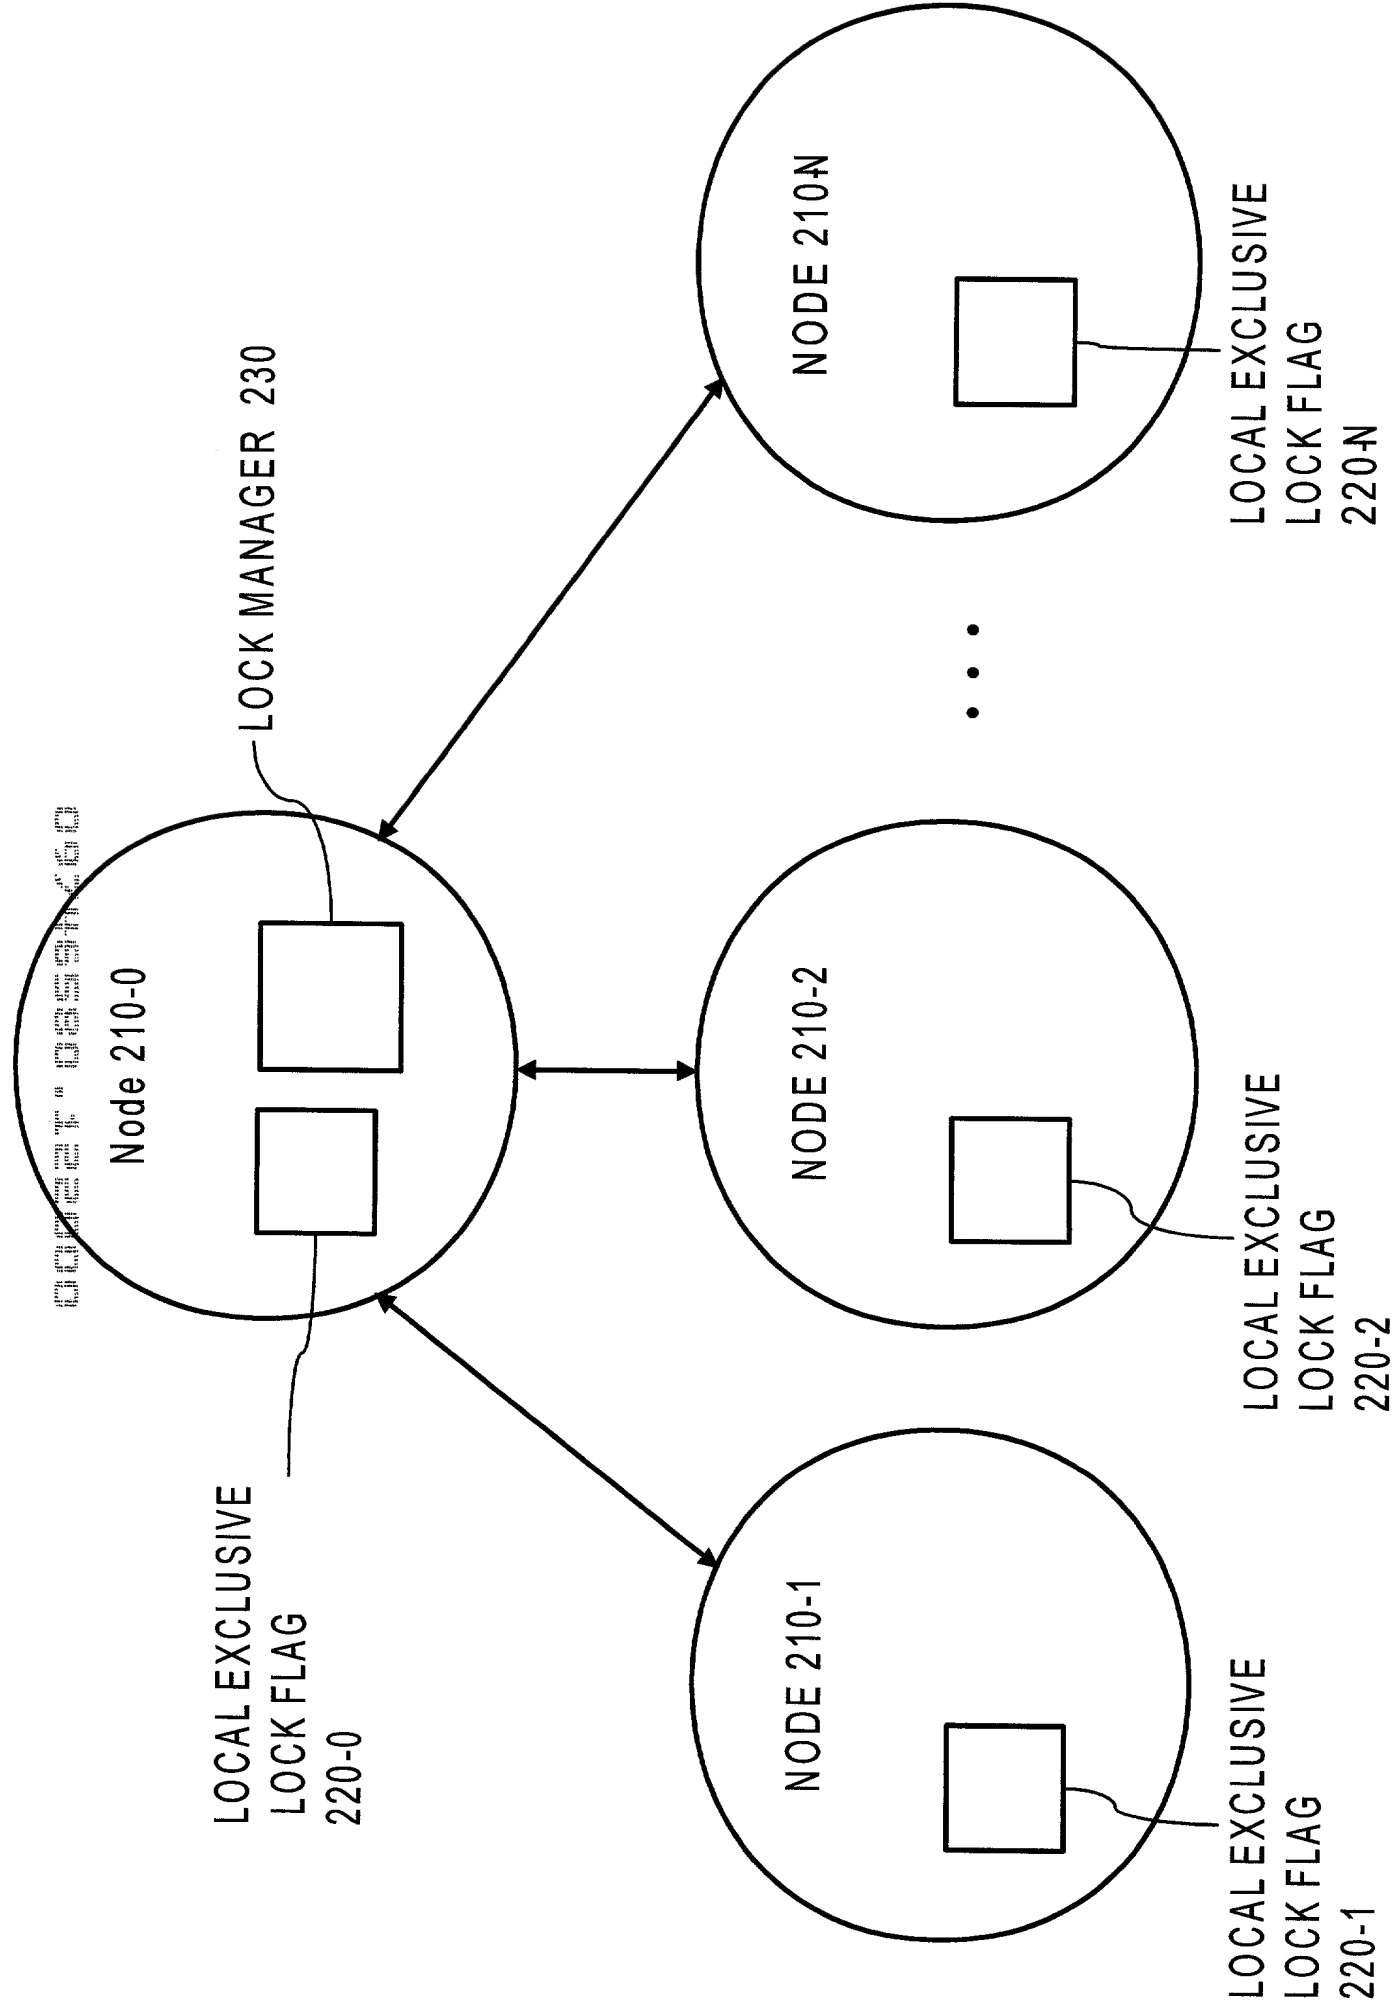 Node 210-0
LOCK MANAGER 230
LOCAL EXCLUSIVE
LOCK FLAG
220-0
NODE 210-1
LOCAL EXCLUSIVE
LOCK FLAG
220-1
NODE 210-2
LOCAL EXCLUSIVE
LOCK FLAG
220-2
NODE 210-N
LOCAL EXCLUSIVE
LOCK FLAG
220-N